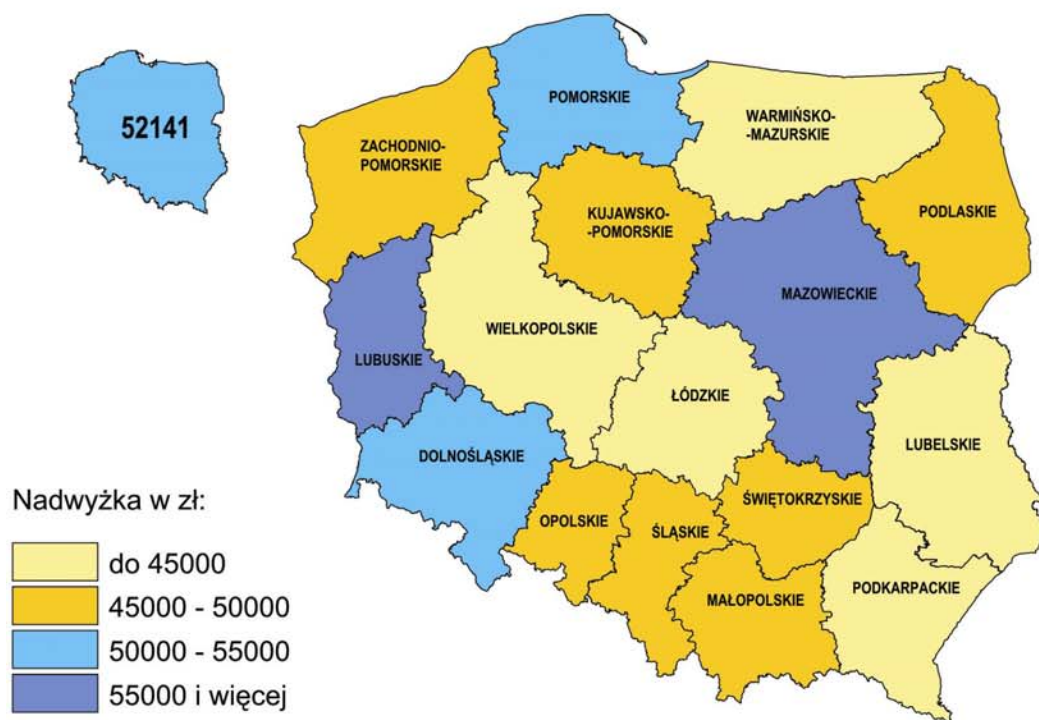 52141
POMORSKIE
WARMIŃSKO-
-MAZURSKIE
ZACHODNIO-
POMORSKIE
KUJAWSKO-
-POMORSKIE
PODLASKIE
MAZOWIECKIE
WIELKOPOLSKIE
LUBUSKIE
ŁÓDZKIE
DOLNOŚLĄSKIE
LUBELSKIE
ŚWIĘTOKRZYSKIE
OPOLSKIE
ŚLĄSKIE
PODKARPACKIE
MAŁOPOLSKIE
Nadwyżka w zł:
do 45000
45000 - 50000
50000 - 55000
55000 i więcej